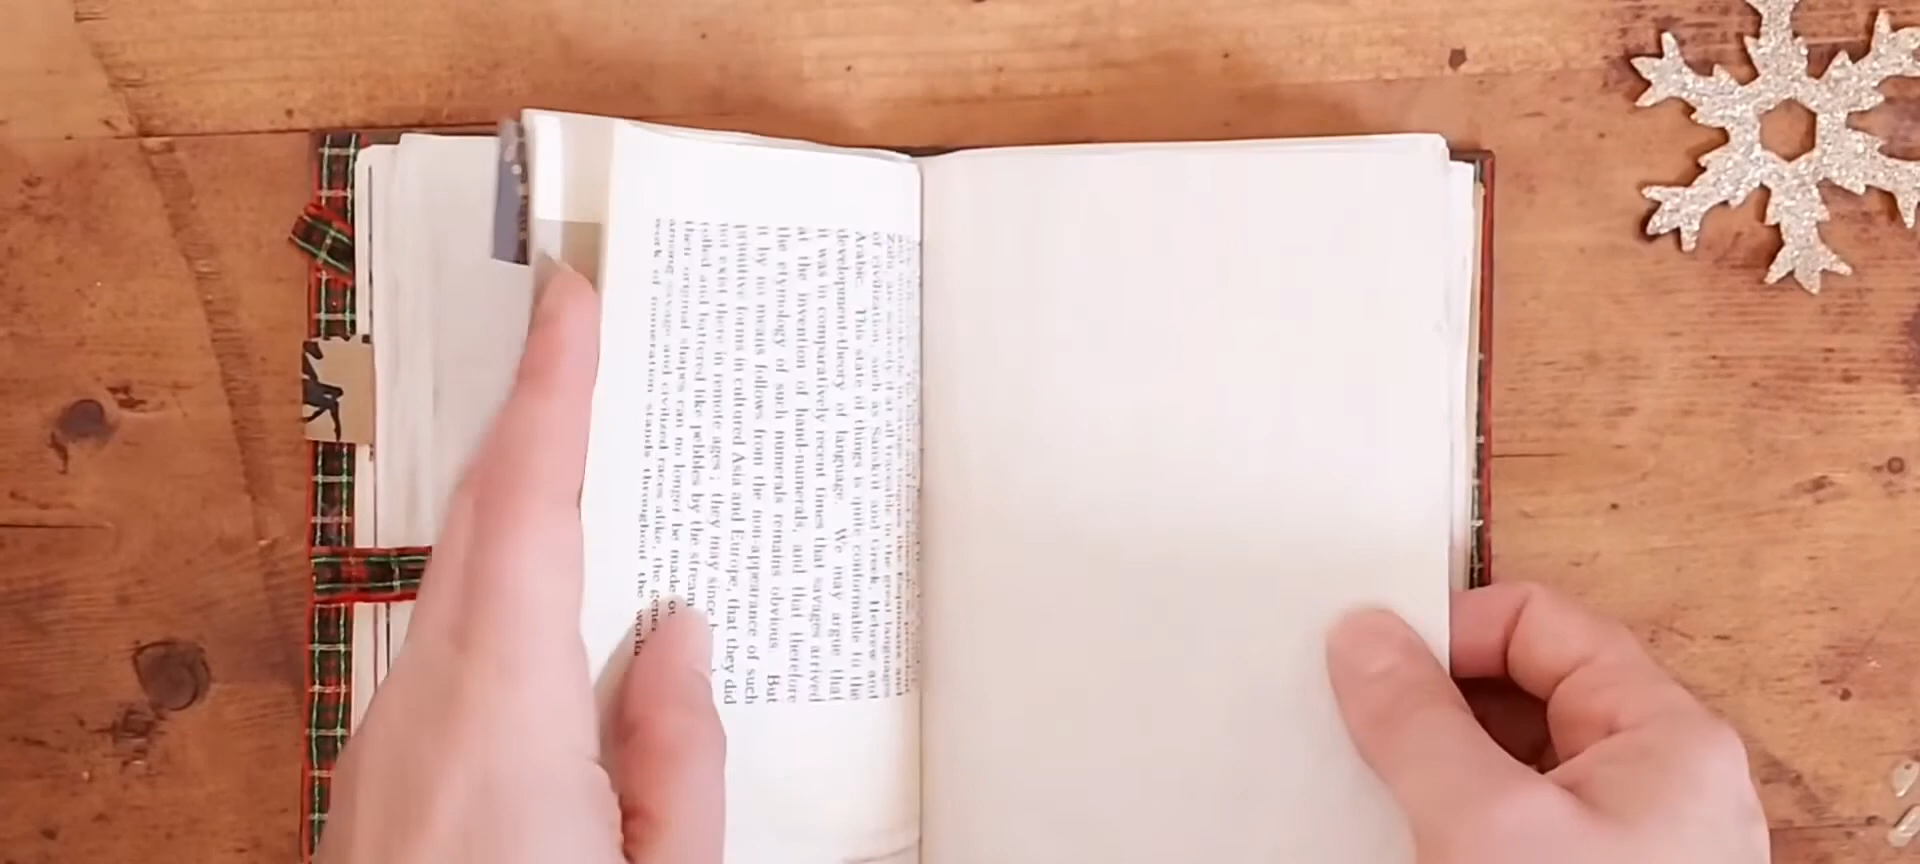 Zulu, are scarcely at all traceable in the great languages
of civilization, such as Sanskrit and Greek, Hebrew and
Arabic. This state of things is quite conformable to the
development-theory of language. We may argue that
it was in comparatively recent times that savages arrived
at the invention of hand-numerals, and that therefore
the etymology of such numerals remains obvious. But
it by no means follows from the non-appearance of such
primitive forms in cultured Asia and Europe, that they did
not exist there in remote ages ; they may since
rolled and battered like pebbles by the stream
their original shapes can no longer be made
among savage and civilized races alike, the
work of numeration stands throughout the world